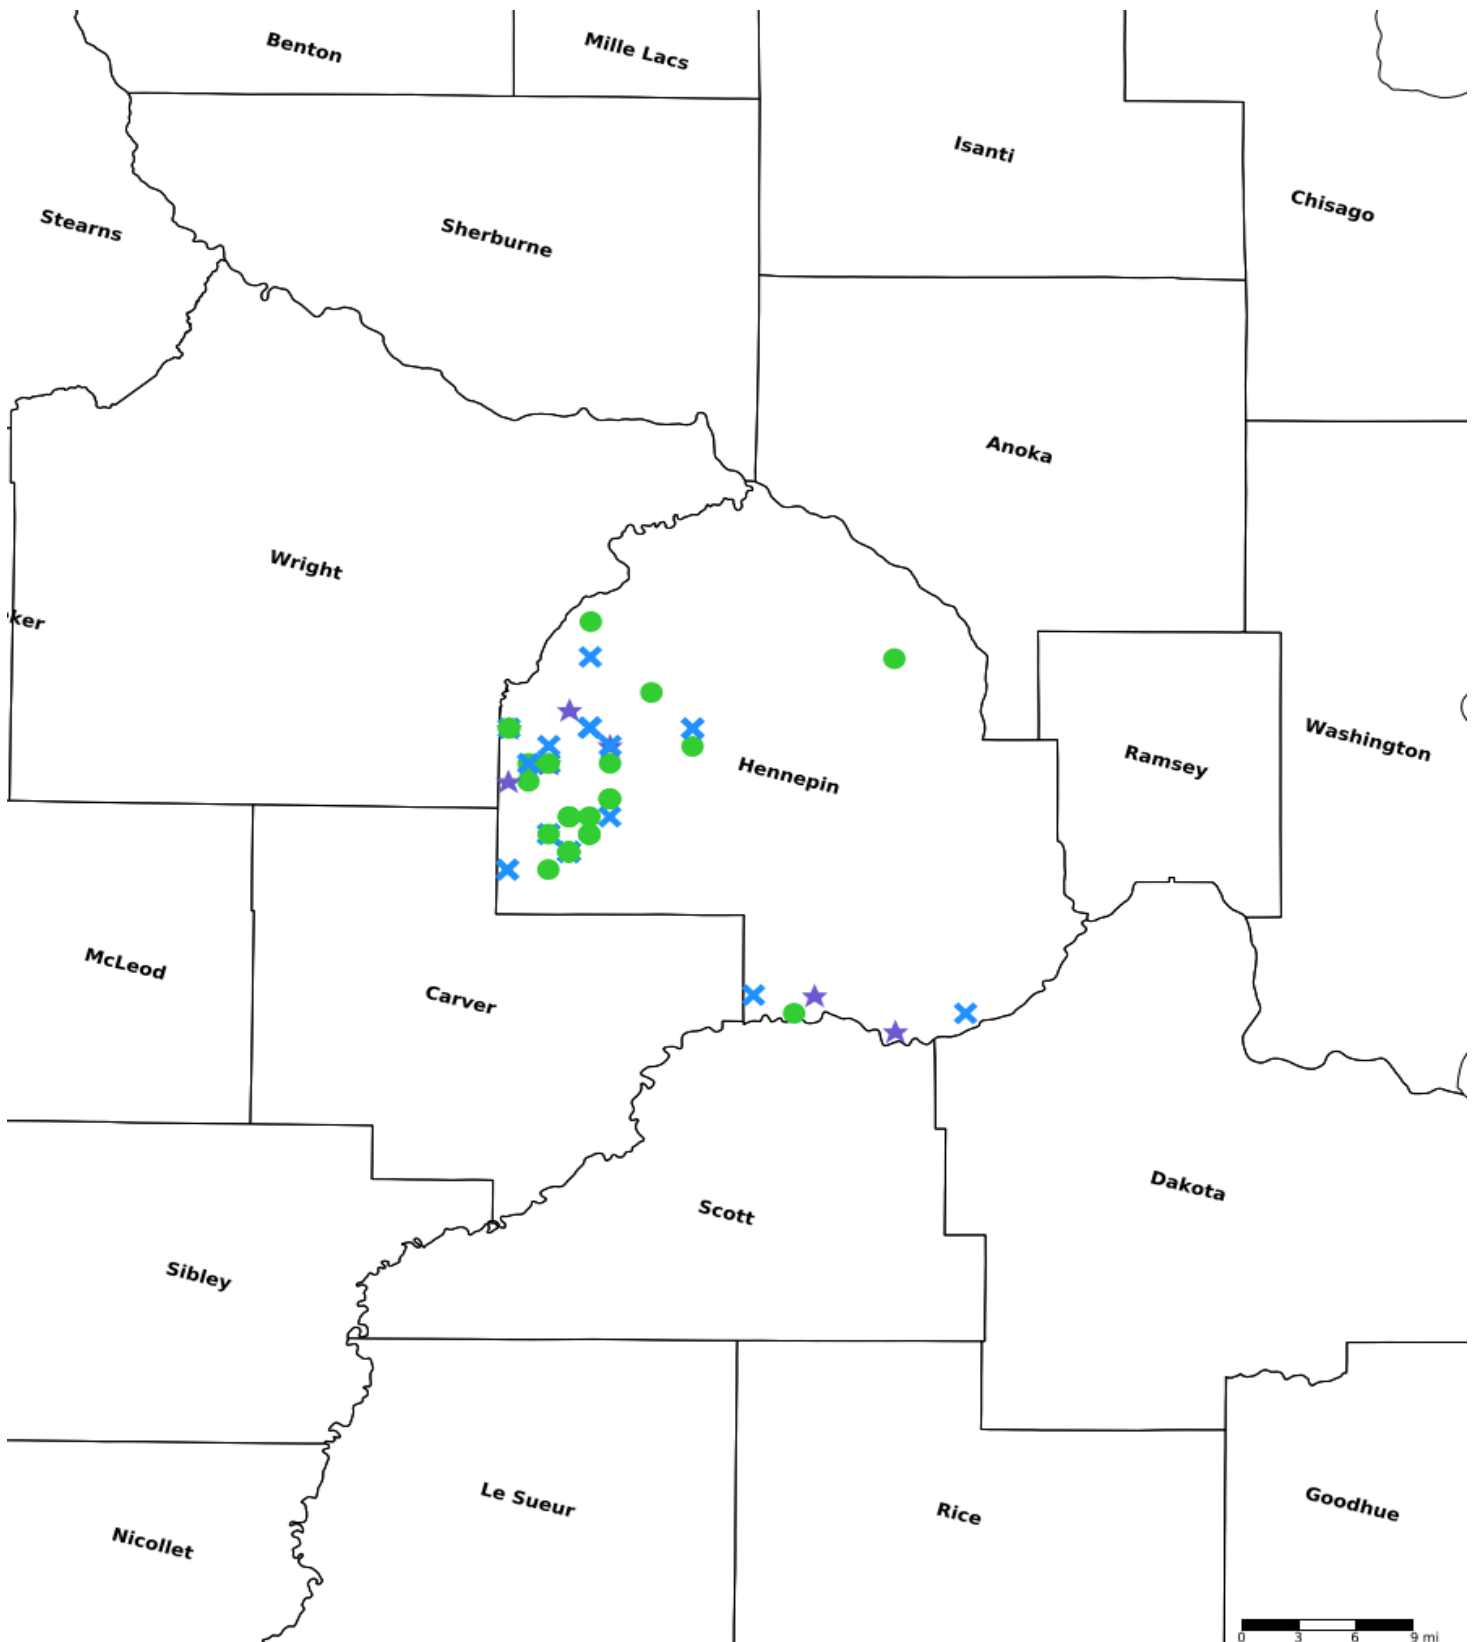 Benton
Mille Lacs
Isanti
Chisago
Stearns
Sherburne
Anoka
Wright
ker
Washington
Ramsey
Hennepin
McLeod
Carver
Dakota
Scott
Sibley
Le Sueur
Goodhue
Rice
Nicollet
0 3 6 9 mi